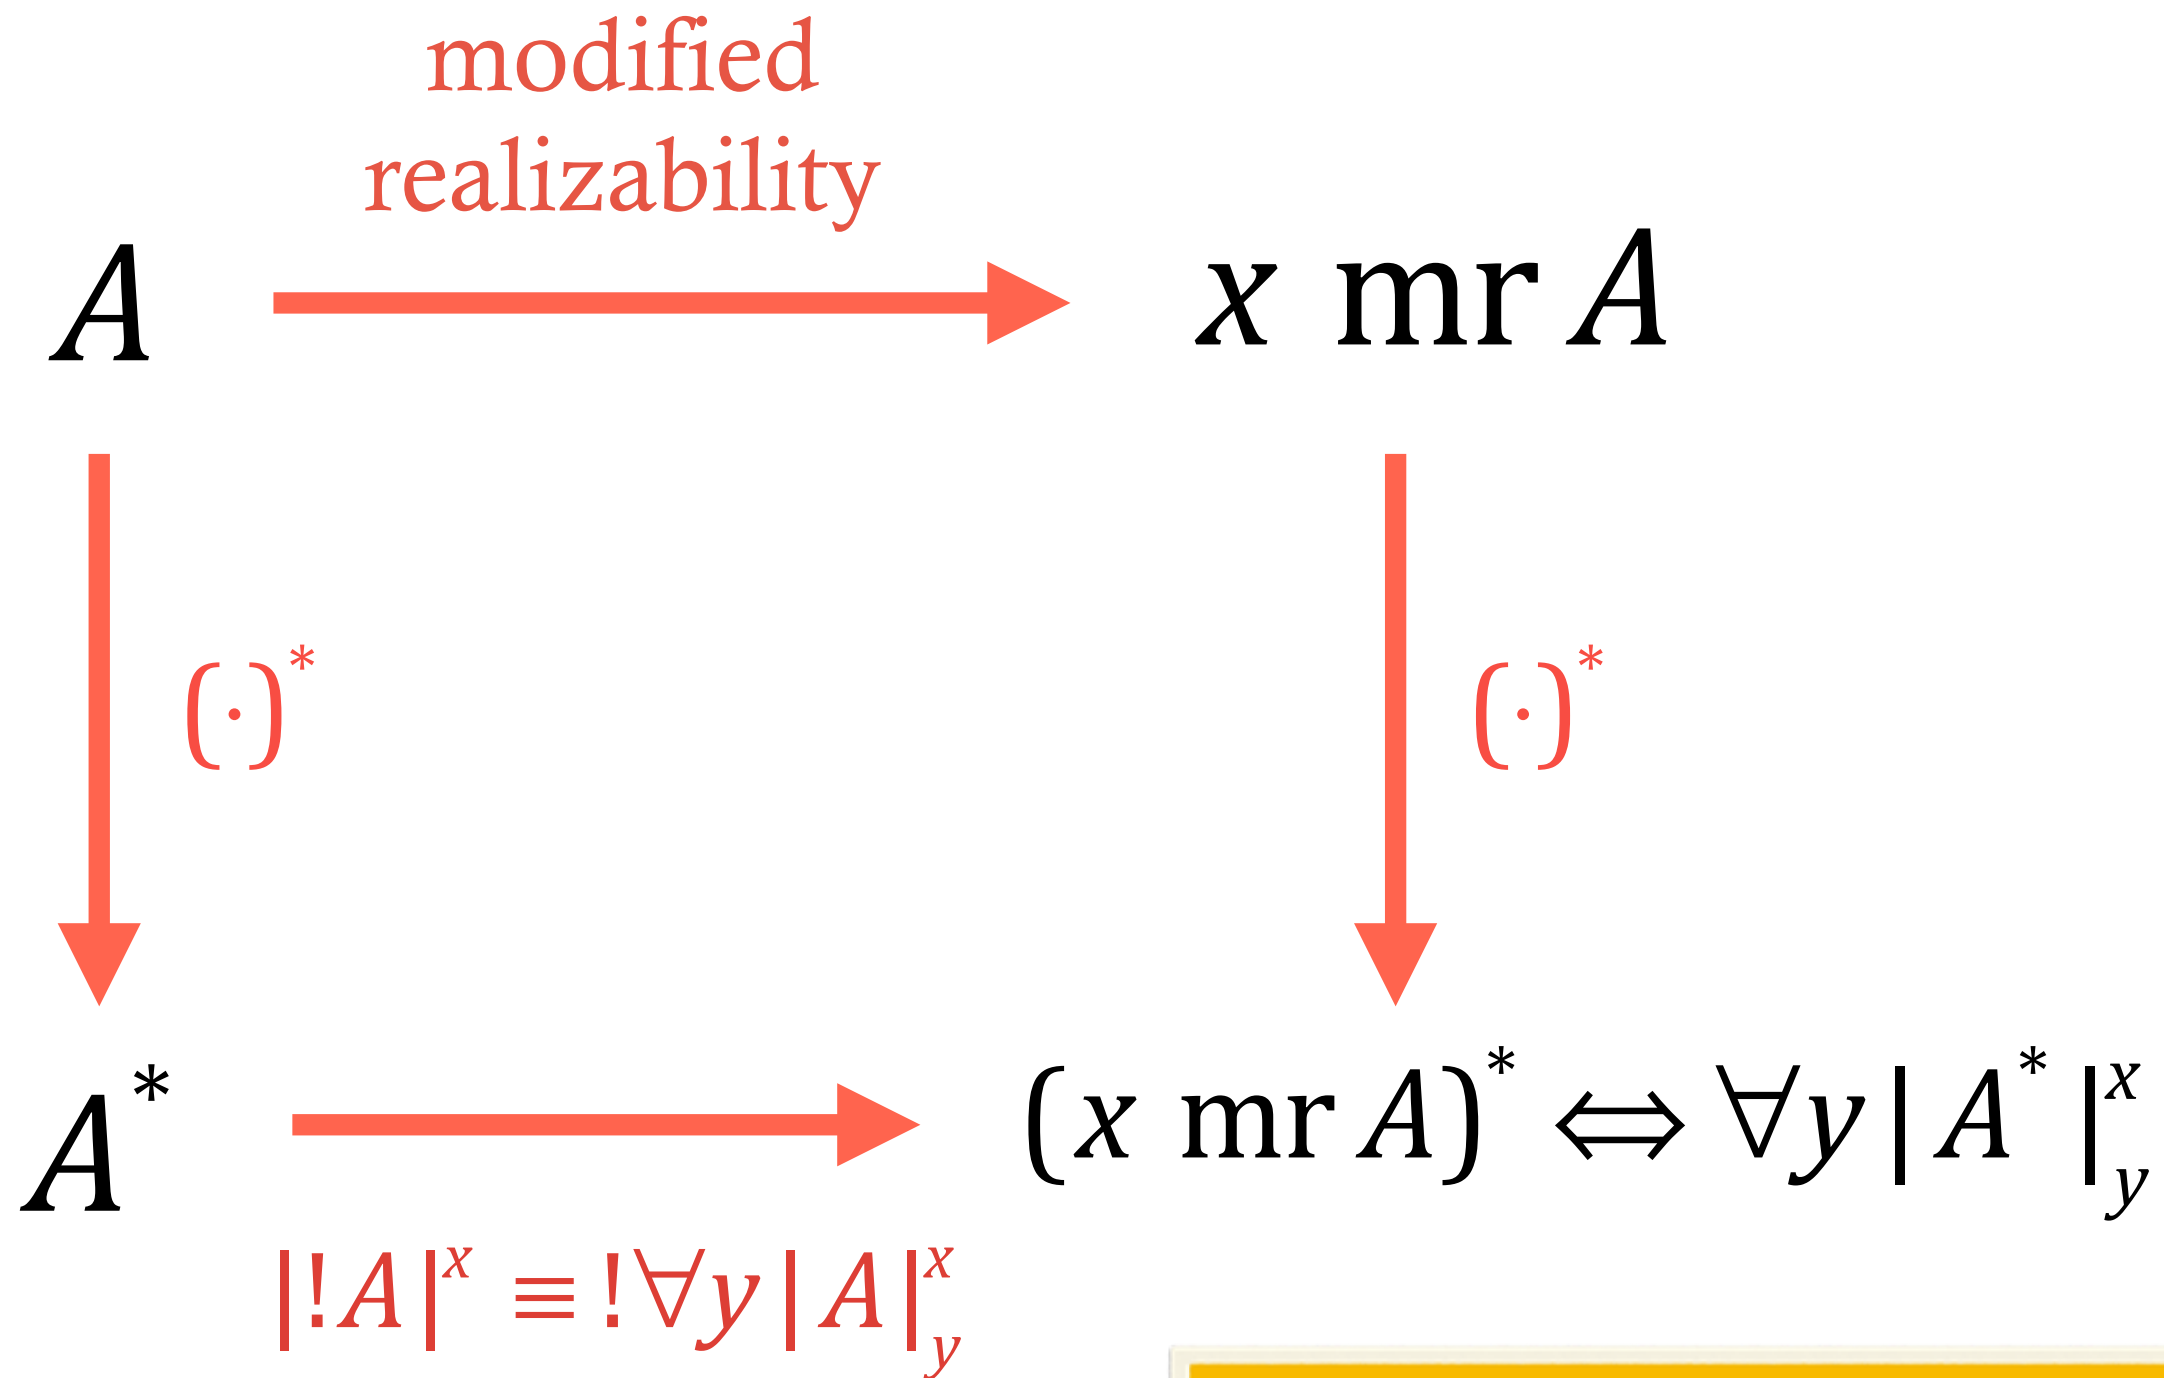 modified
realizability
A x mr A
(·)* (·)*
A* (x mr A)* ⇔ ∀y|A*|ˣ_y
|!A|ˣ ≡ !∀y|A|ˣ_y